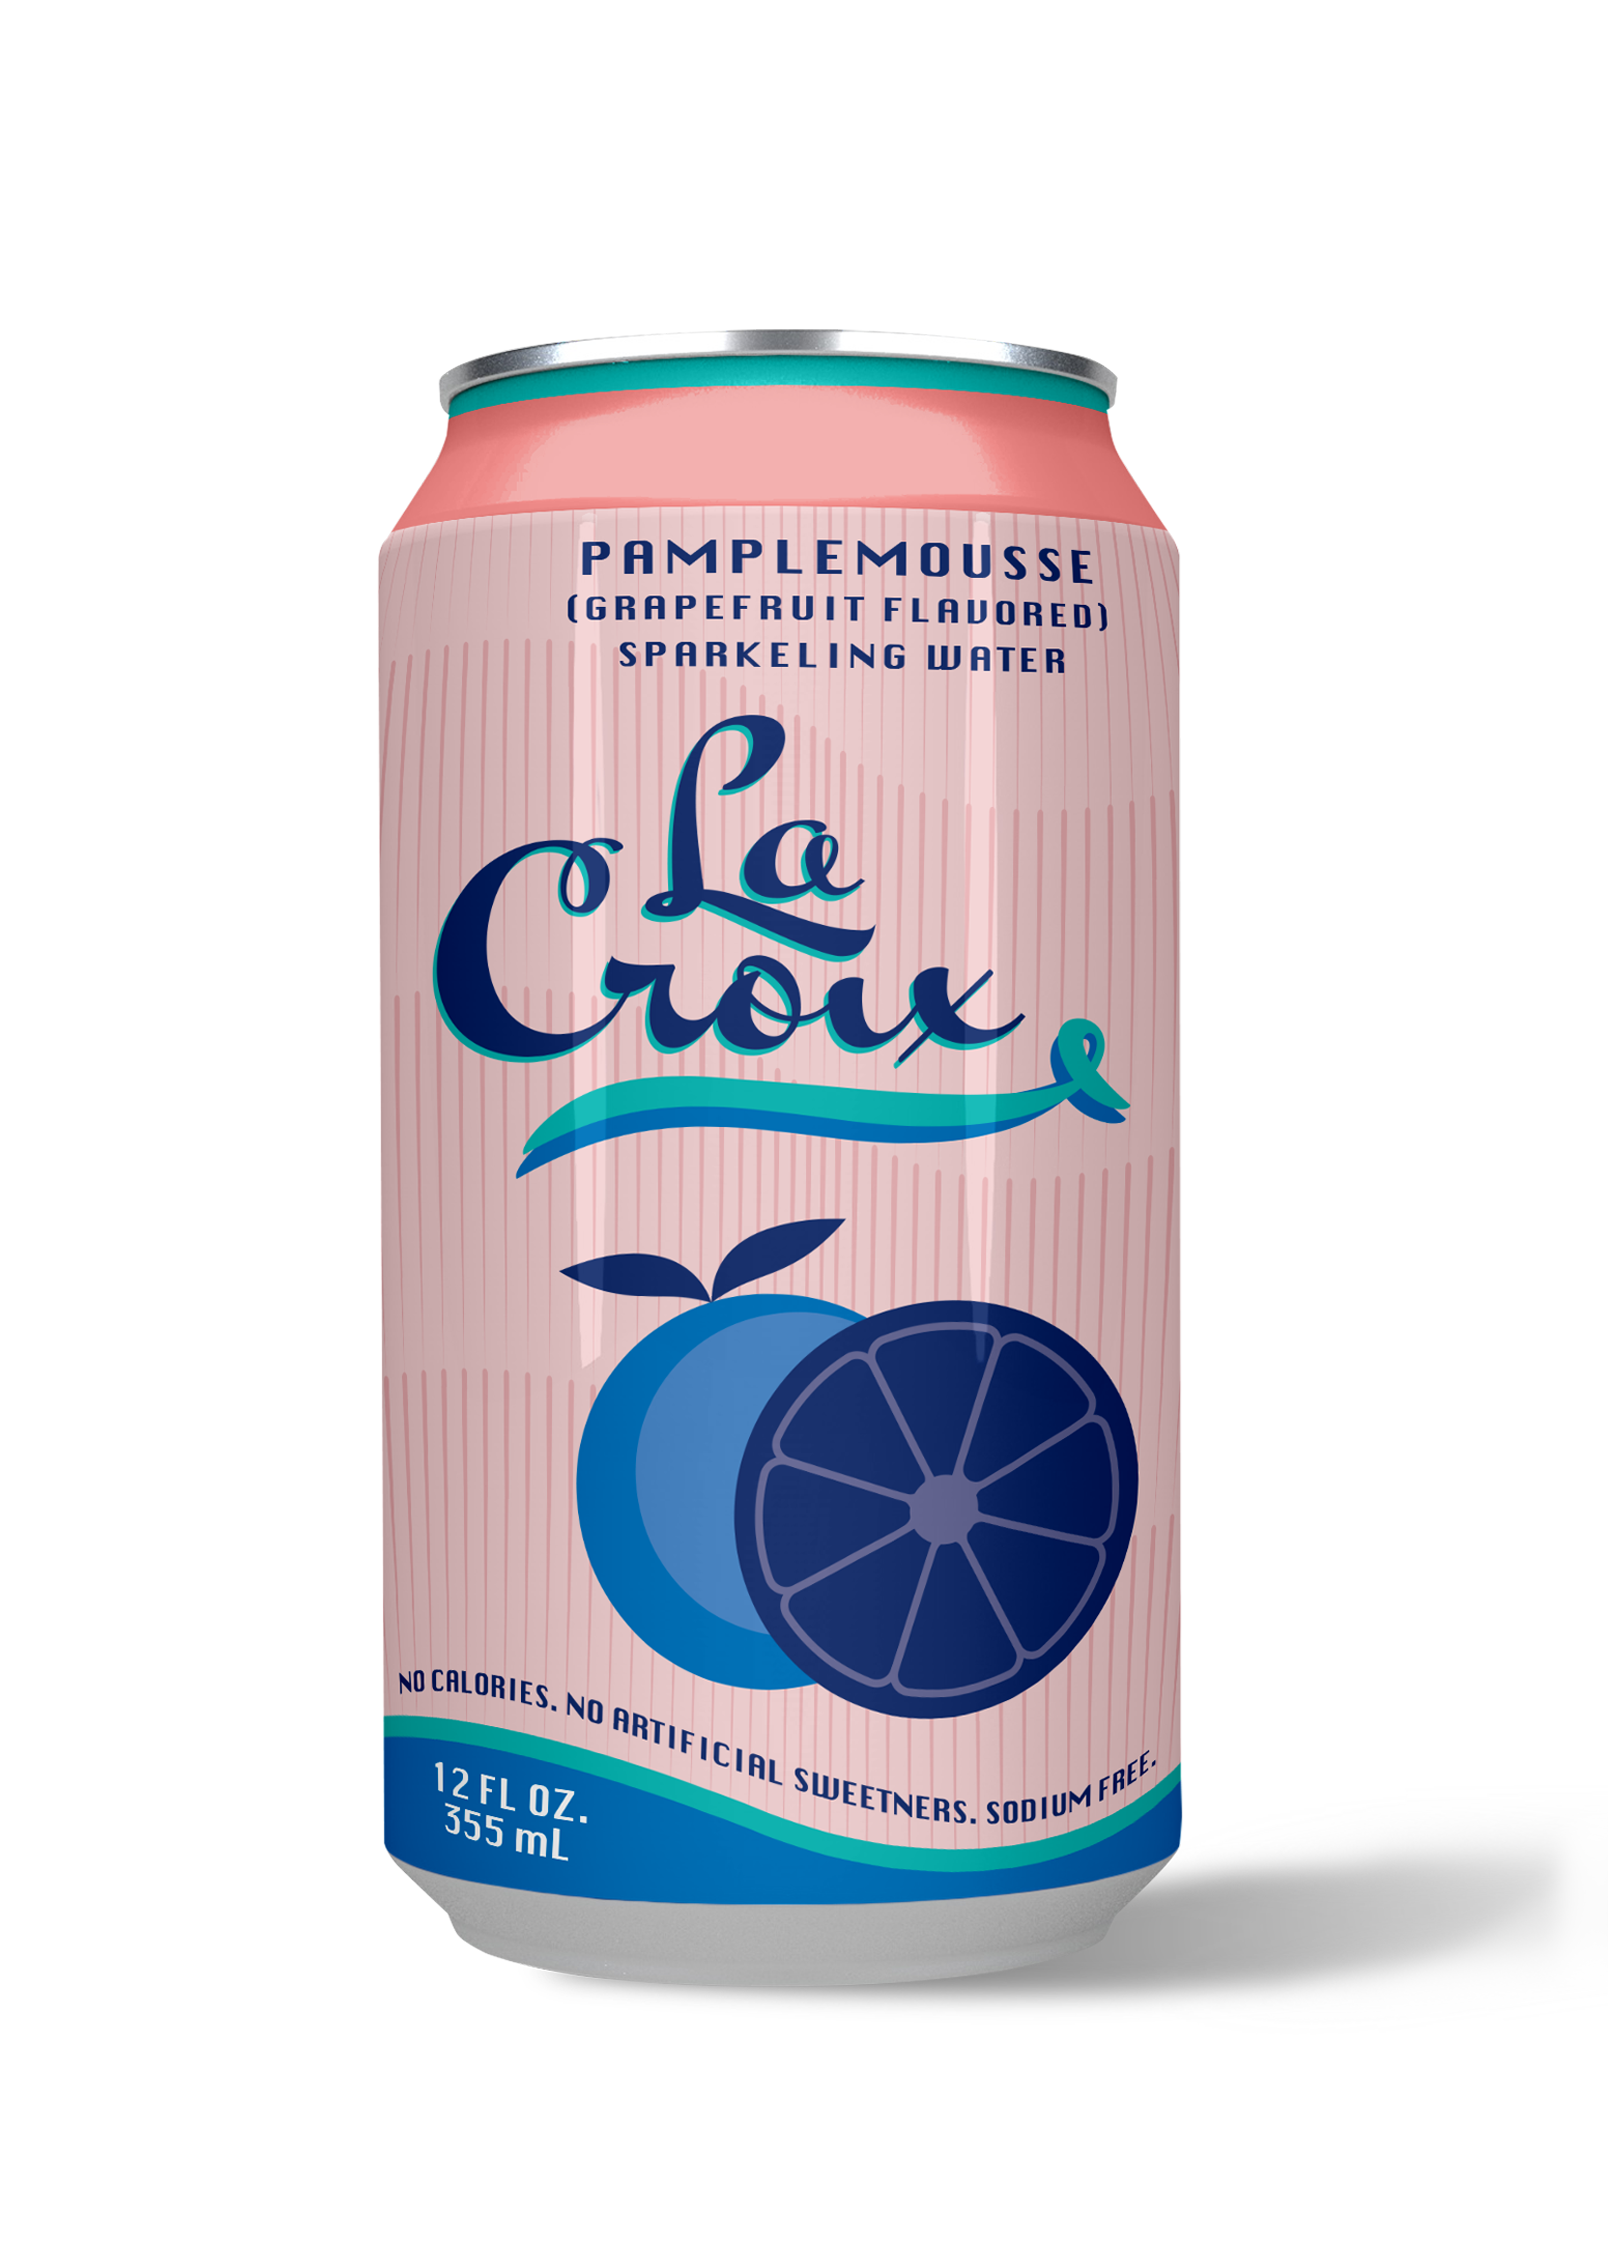 PAMPLEMOUSSE
(GRAPEFRUIT FLAVORED)
SPARKELING WATER
La
Croix
NO CALORIES. NO ARTIFICIAL SWEETNERS. SODIUM FREE.
12 FL OZ.
355 mL